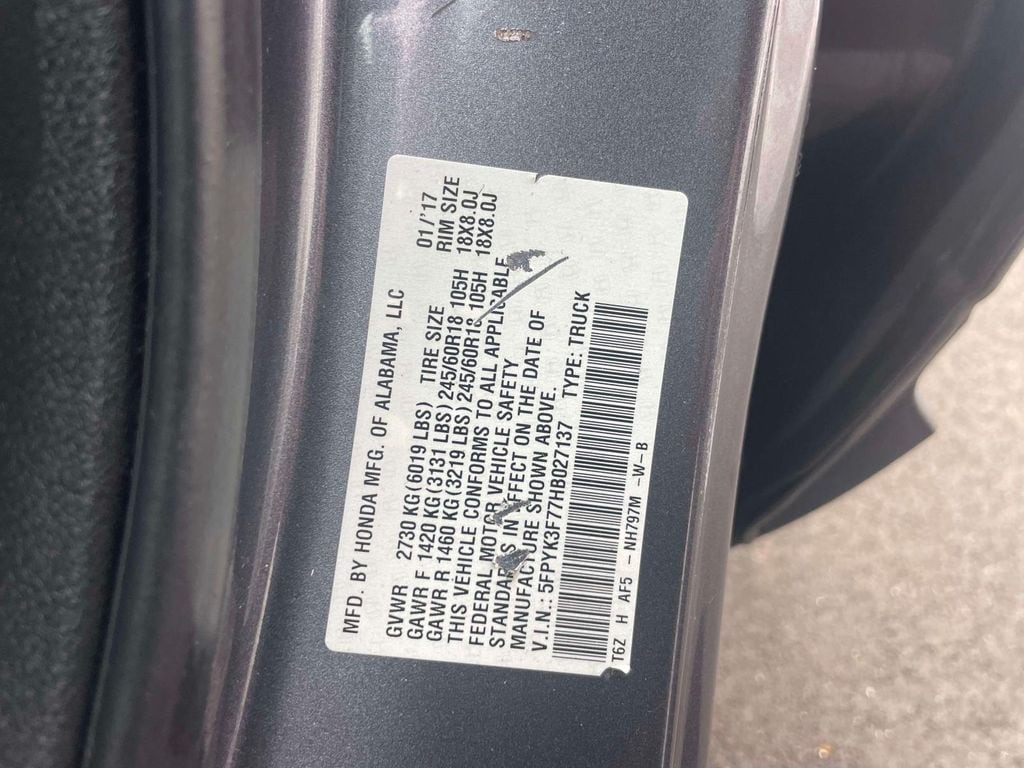 MFD. BY HONDA MFG. OF ALABAMA, LLC 01/'17
GVWR 2730 KG (6019 LBS) TIRE SIZE RIM SIZE
GAWR F 1420 KG (3131 LBS) 245/60R18 105H 18X8.0J
GAWR R 1460 KG (3219 LBS) 245/60R18 105H 18X8.0J
THIS VEHICLE CONFORMS TO ALL APPLICABLE
FEDERAL MOTOR VEHICLE SAFETY
STANDARDS IN EFFECT ON THE DATE OF
MANUFACTURE SHOWN ABOVE.
V.I.N.: 5FPYK3F77HB027137 TYPE: TRUCK
T6Z H AF5 -NH797M -W-B